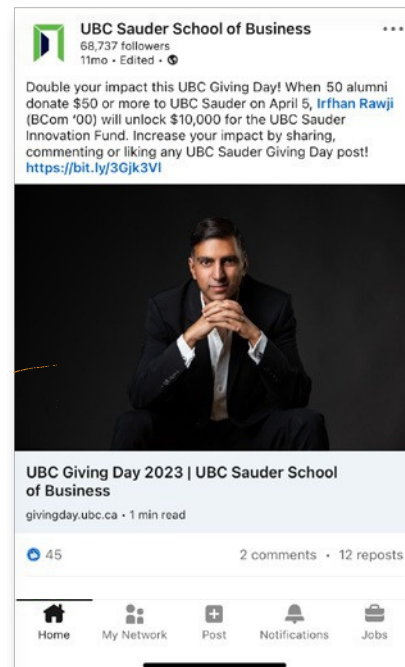 UBC Sauder School of Business
68,737 followers
11mo • Edited •
Double your impact this UBC Giving Day! When 50 alumni
donate $50 or more to UBC Sauder on April 5, Irfhan Rawji
(BCom ‘00) will unlock $10,000 for the UBC Sauder
Innovation Fund. Increase your impact by sharing,
commenting or liking any UBC Sauder Giving Day post!
https://bit.ly/3Gjk3Vl
UBC Giving Day 2023 | UBC Sauder School
of Business
givingday.ubc.ca • 1 min read
45 2 comments • 12 reposts
Home My Network Post Notifications Jobs